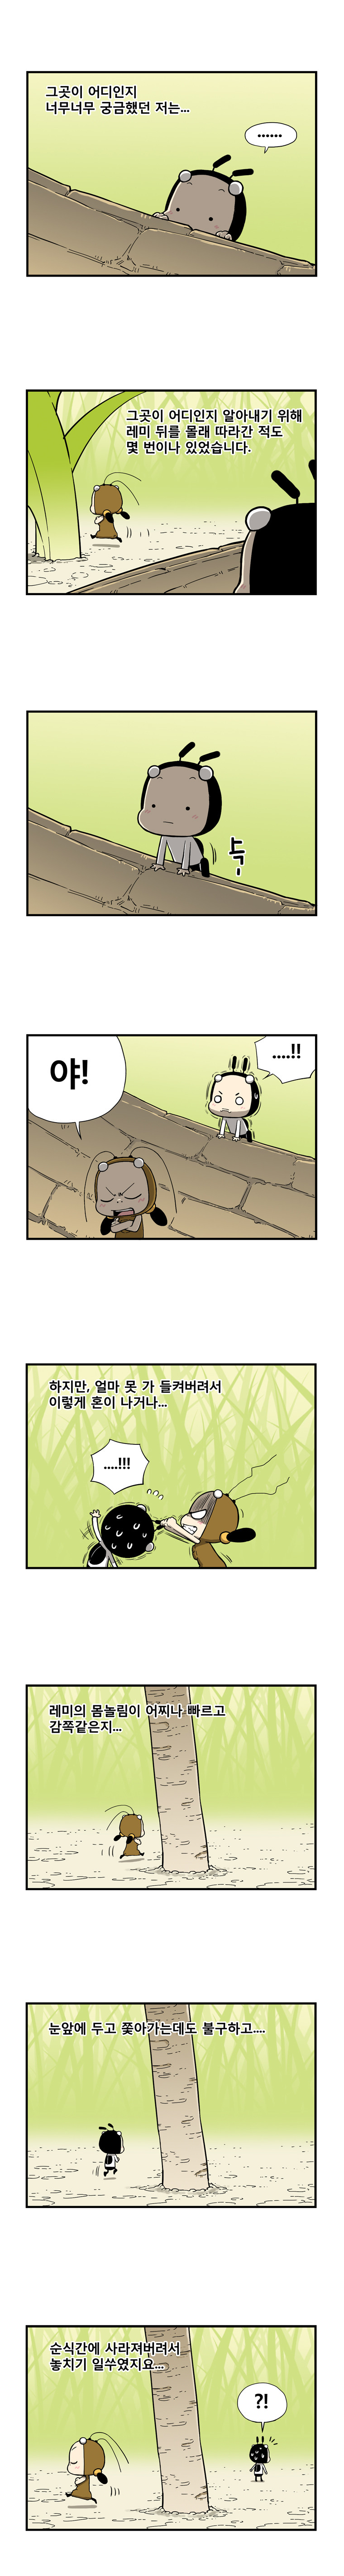 그곳이 어디인지
너무너무 궁금했던 저는...
......
그곳이 어디인지 알아내기 위해
레미 뒤를 몰래 따라간 적도
몇 번이나 있었습니다.
슥-
야!
....!!
하지만, 얼마 못 가 들켜버려서
이렇게 혼이 나거나...
....!!!
레미의 몸놀림이 어찌나 빠르고
감쪽같은지...
눈앞에 두고 쫓아가는데도 불구하고....
순식간에 사라져버려서
놓치기 일쑤였지요...
?!